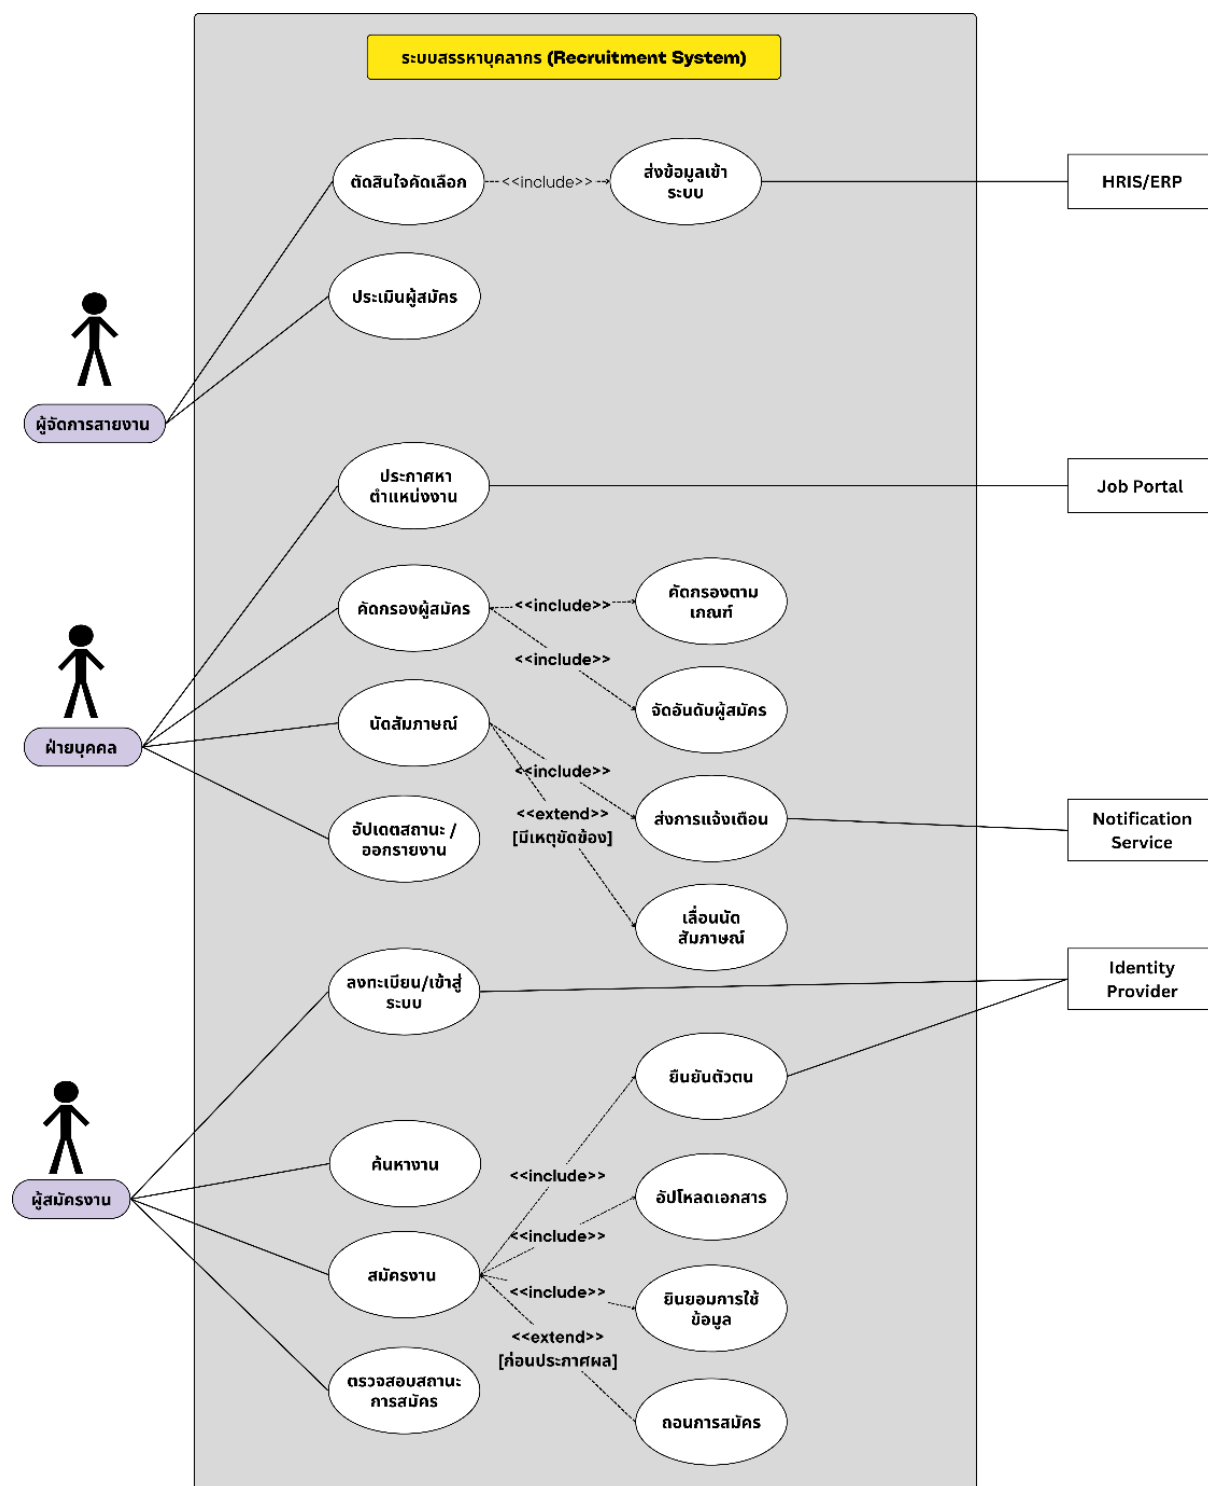 ระบบสรรหาบุคลากร (Recruitment System)
ตัดสินใจคัดเลือก
<<include>>
ส่งข้อมูลเข้า
ระบบ
HRIS/ERP
ประเมินผู้สมัคร
ผู้จัดการสายงาน
ประกาศหา
ตำแหน่งงาน
Job Portal
คัดกรองผู้สมัคร
<<include>>
คัดกรองตาม
เกณฑ์
<<include>>
จัดอันดับผู้สมัคร
นัดสัมภาษณ์
ฝ่ายบุคคล
<<include>>
ส่งการแจ้งเตือน
Notification
Service
<<extend>>
[มีเหตุขัดข้อง]
อัปเดตสถานะ /
ออกรายงาน
เลื่อนนัด
สัมภาษณ์
ลงทะเบียน/เข้าสู่
ระบบ
Identity
Provider
ยืนยันตัวตน
ค้นหางาน
<<include>>
อัปโหลดเอกสาร
ผู้สมัครงาน
<<include>>
สมัครงาน
<<include>>
ยินยอมการใช้
ข้อมูล
<<extend>>
[ก่อนประกาศผล]
ตรวจสอบสถานะ
การสมัคร
ถอนการสมัคร